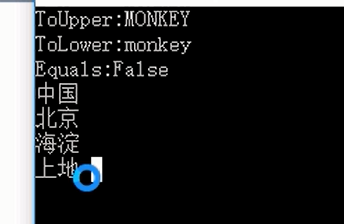 ToUpper:MONKEY
ToLower:monkey
Equals:False
中国
北京
海淀
上地